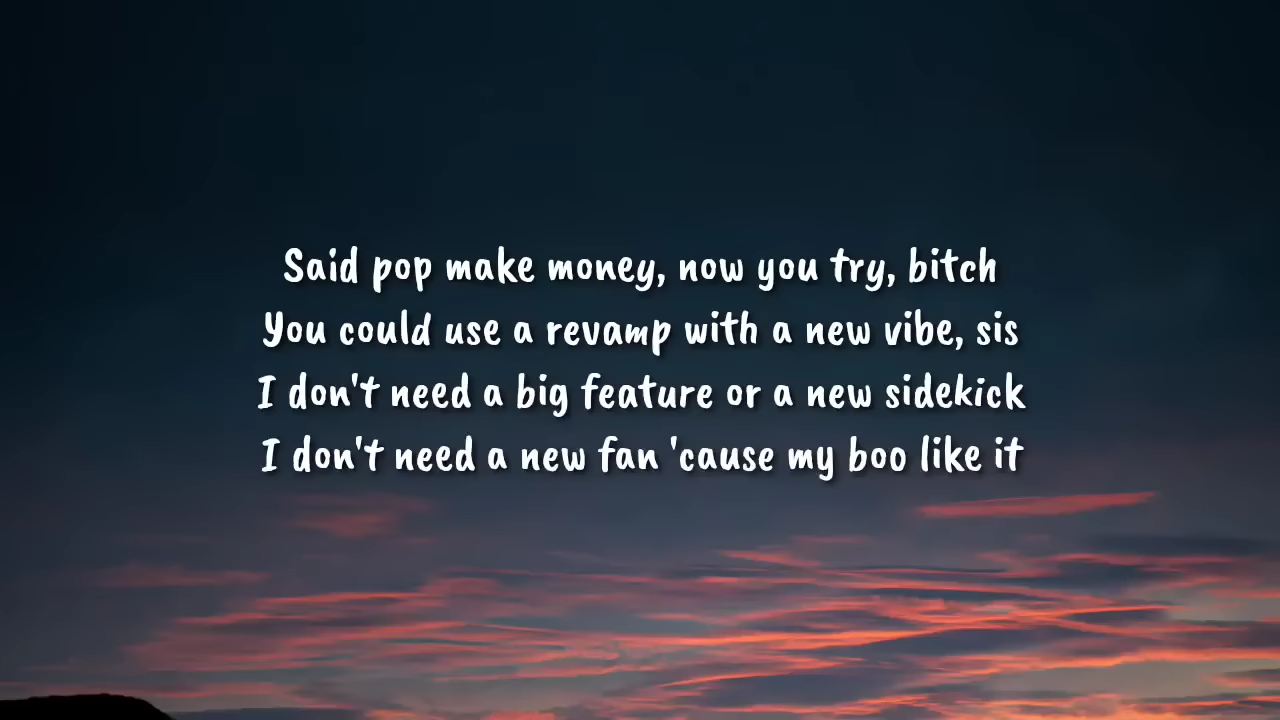 Said pop make money, now you try, bitch
You could use a revamp with a new vibe, sis
I don't need a big feature or a new sidekick
I don't need a new fan 'cause my boo like it